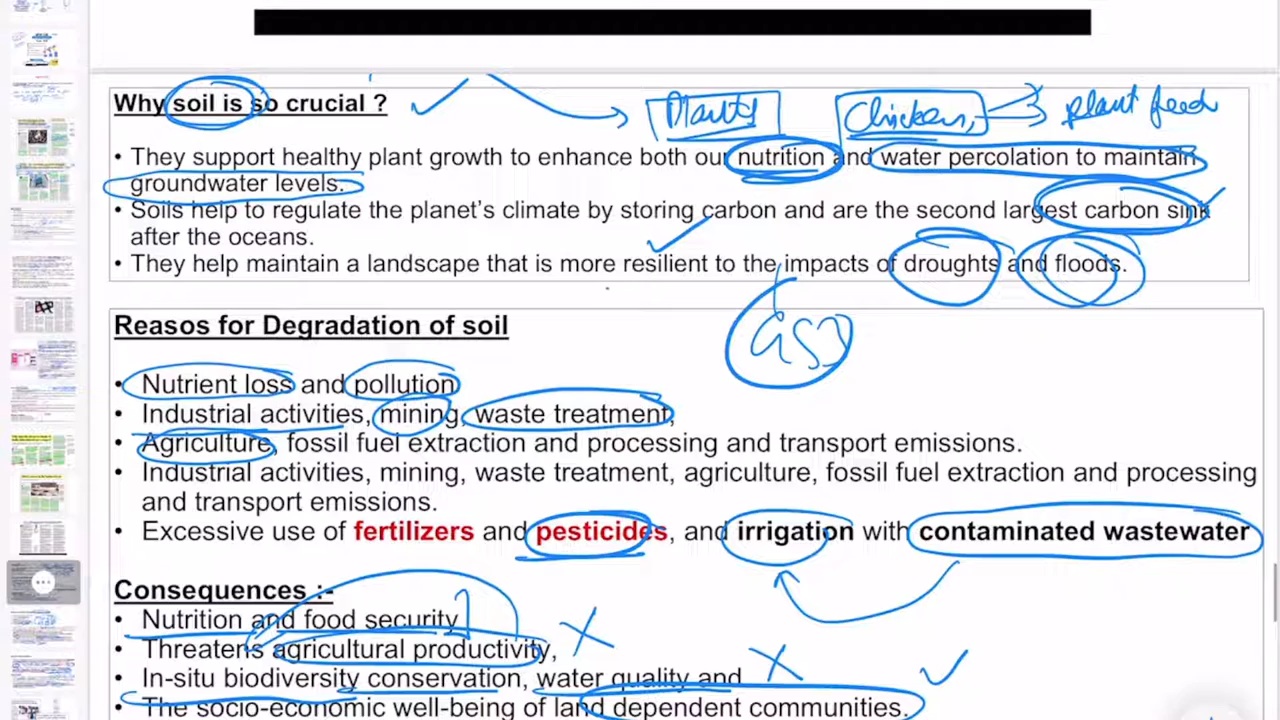 Why soil is so crucial ?
Plants
Chicken,
plant feed
• They support healthy plant growth to enhance both our nutrition and water percolation to maintain
groundwater levels.
• Soils help to regulate the planet's climate by storing carbon and are the second largest carbon sink
after the oceans.
• They help maintain a landscape that is more resilient to the impacts of droughts and floods.
Reasos for Degradation of soil
• Nutrient loss and pollution
• Industrial activities, mining, waste treatment,
• Agriculture, fossil fuel extraction and processing and transport emissions.
• Industrial activities, mining, waste treatment, agriculture, fossil fuel extraction and processing
and transport emissions.
• Excessive use of fertilizers and pesticides, and irrigation with contaminated wastewater
Consequences :-
• Nutrition and food security
• Threatens agricultural productivity,
• In-situ biodiversity conservation, water quality and
• The socio-economic well-being of land dependent communities.